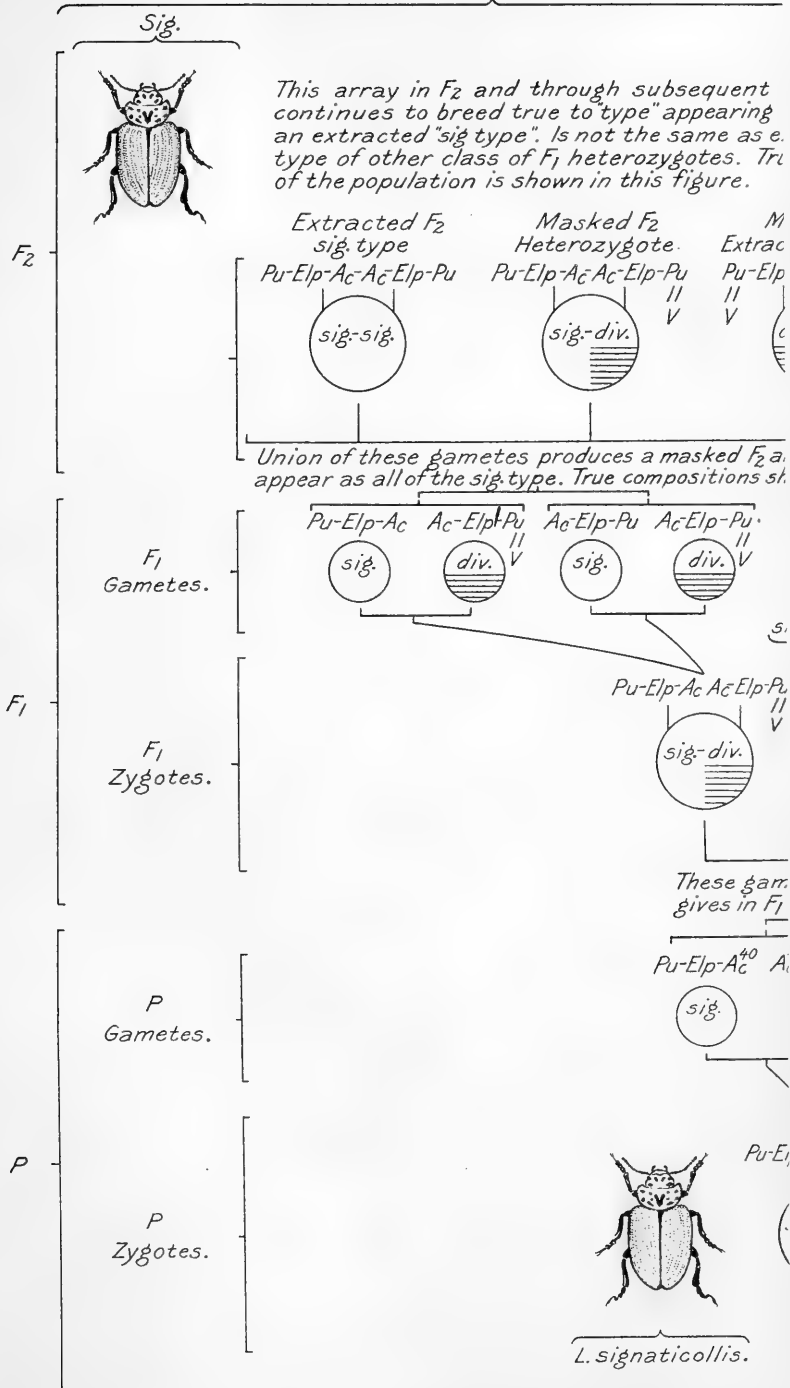 Sig.
This array in F2 and through subsequent
continues to breed true to "type" appearing
an extracted "sig type". Is not the same as
type of other class of F1 heterozygotes.
of the population is shown in this figure.
F2
Extracted F2
sig. type
Masked F2
Heterozygote.
Pu-Elp-Ac-Ac-Elp-Pu
Pu-Elp-Ac Ac-Elp-Pu
Pu-Elp
= V
= V
sig.-sig.
sig.-div.
Union of these gametes produces a masked F2
appear as all of the sig. type. True compositions
Pu-Elp-Ac Ac-Elp-Pu Ac-Elp-Pu Ac-Elp-Pu.
= V
= V
F1
Gametes.
sig.
div.
sig.
div.
F1
Pu-Elp-Ac Ac-Elp-Pu
= V
F1
Zygotes.
sig.-div.
These
gives in F1
Pu-Elp-Ac40
P
Gametes.
sig.
P
P
Zygotes.
L. signaticollis.